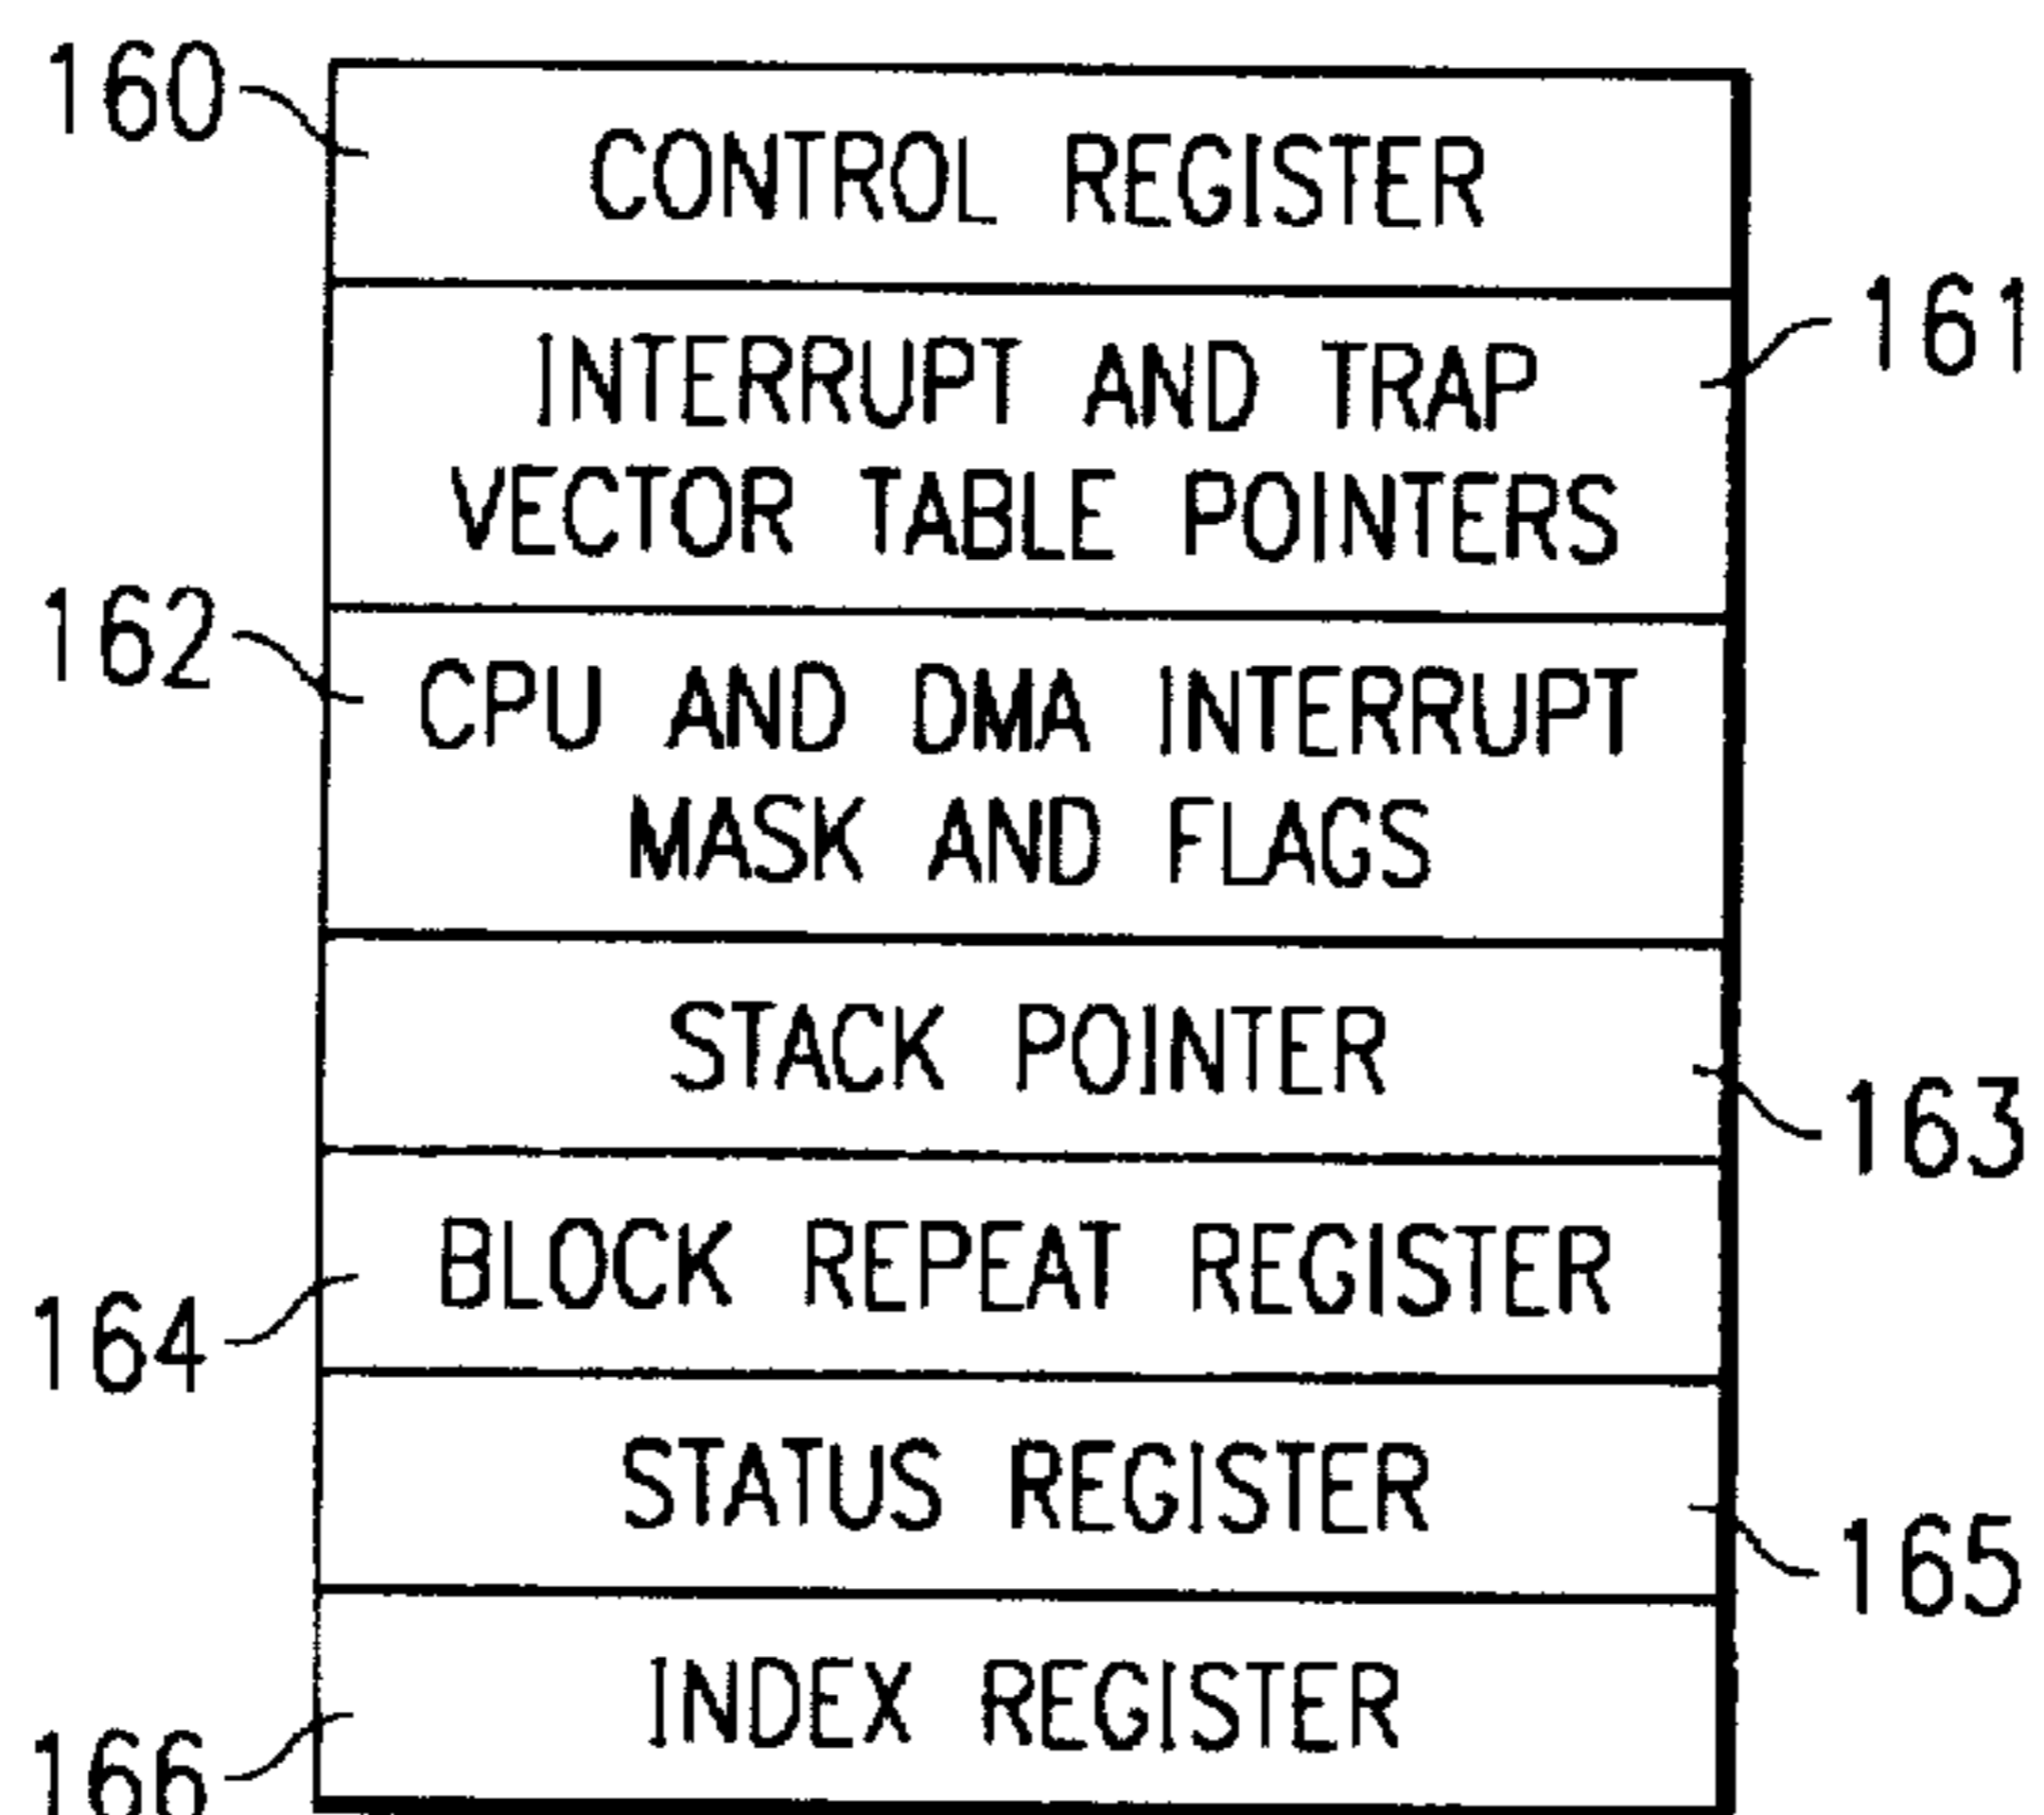 160
CONTROL REGISTER
161
INTERRUPT AND TRAP
VECTOR TABLE POINTERS
162
CPU AND DMA INTERRUPT
MASK AND FLAGS
STACK POINTER
163
BLOCK REPEAT REGISTER
164
STATUS REGISTER
165
INDEX REGISTER
166